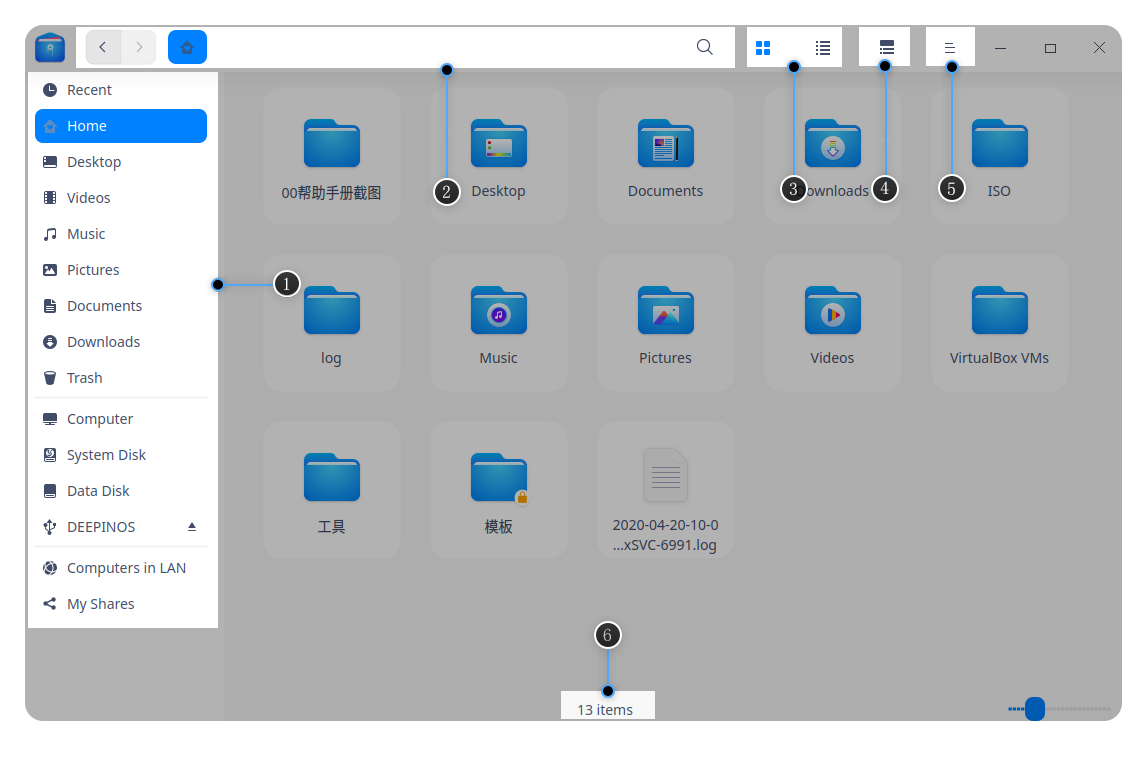 Recent
Home
Desktop
Videos
Music
Pictures
Documents
Downloads
Trash
Computer
System Disk
Data Disk
DEEPINOS
Computers in LAN
My Shares
00帮助手册截图
2
Desktop
Documents
3
ownloads
4
5
ISO
1
log
Music
Pictures
Videos
VirtualBox VMs
工具
模板
2020-04-20-10-0
...xSVC-6991.log
6
13 items